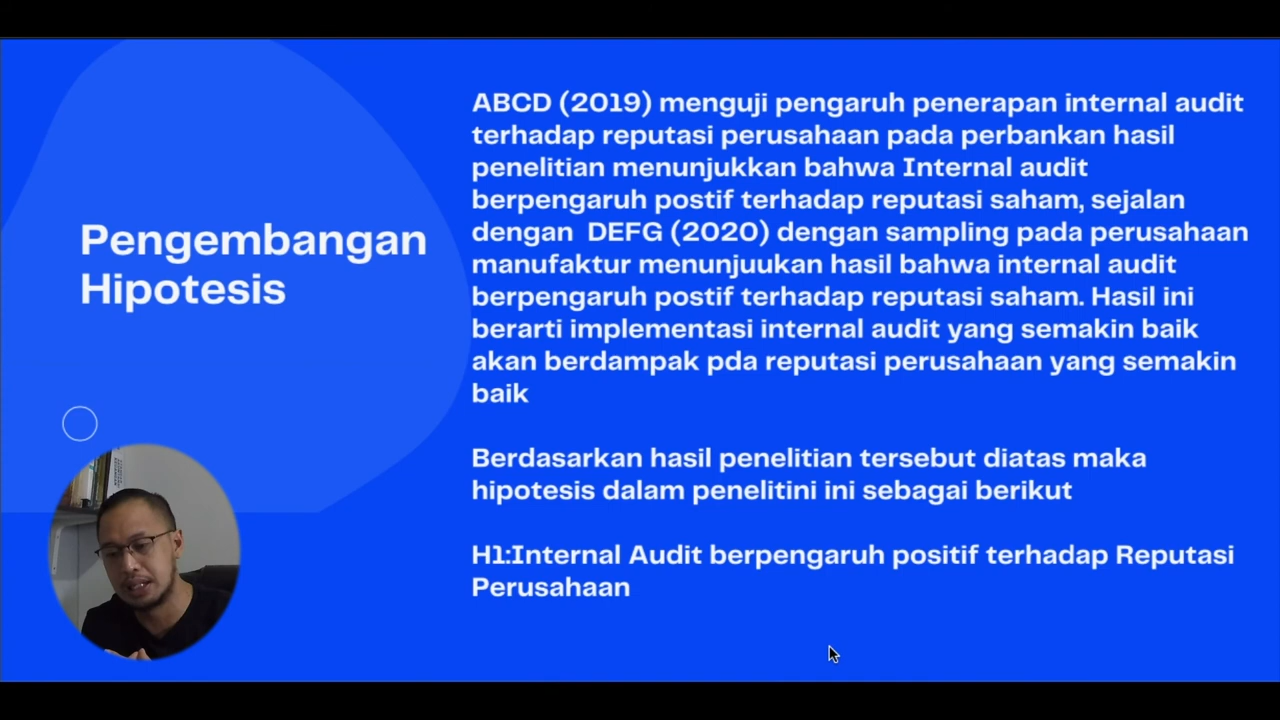 Pengembangan
Hipotesis
ABCD (2019) menguji pengaruh penerapan internal audit
terhadap reputasi perusahaan pada perbankan hasil
penelitian menunjukkan bahwa Internal audit
berpengaruh postif terhadap reputasi saham, sejalan
dengan  DEFG (2020) dengan sampling pada perusahaan
manufaktur menunjuukan hasil bahwa internal audit
berpengaruh postif terhadap reputasi saham. Hasil ini
berarti implementasi internal audit yang semakin baik
akan berdampak pda reputasi perusahaan yang semakin
baik
Berdasarkan hasil penelitian tersebut diatas maka
hipotesis dalam penelitini ini sebagai berikut
H1:Internal Audit berpengaruh positif terhadap Reputasi
Perusahaan